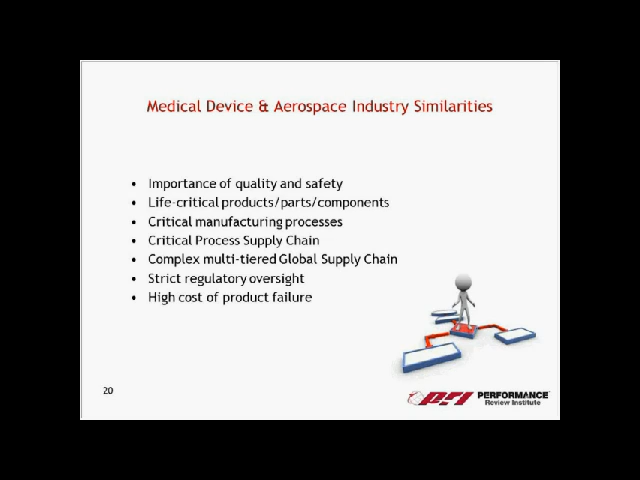 Medical Device & Aerospace Industry Similarities
• Importance of quality and safety
• Life-critical products/parts/components
• Critical manufacturing processes
• Critical Process Supply Chain
• Complex multi-tiered Global Supply Chain
• Strict regulatory oversight
• High cost of product failure
20
PRI PERFORMANCE
Review Institute